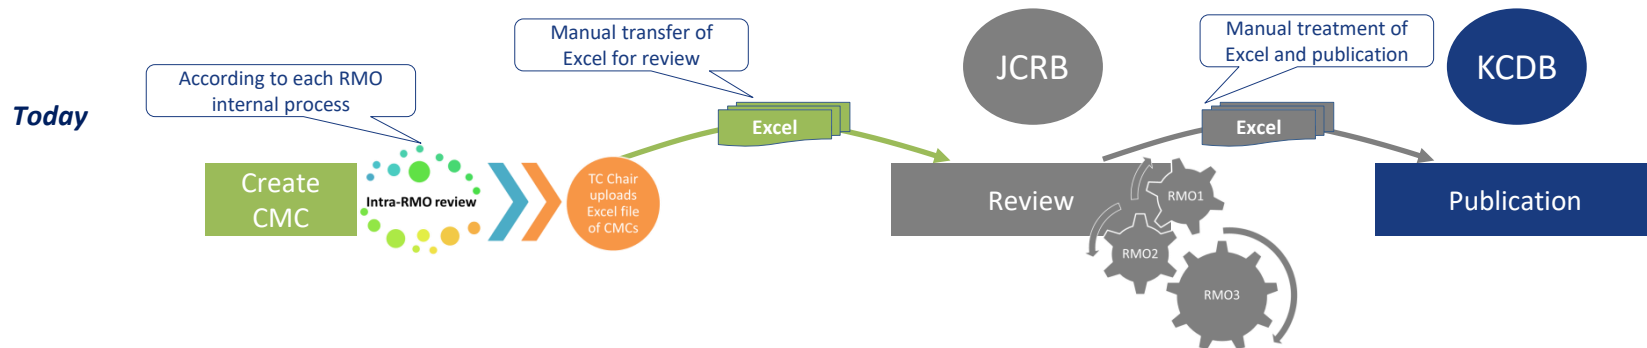 Today
According to each RMO
internal process
Create
CMC
Intra-RMO review
TC Chair
uploads
Excel file
of CMCs
Manual transfer of
Excel for review
Excel
JCRB
Review
RMO1
RMO2
RMO3
Manual treatment of
Excel and publication
Excel
KCDB
Publication